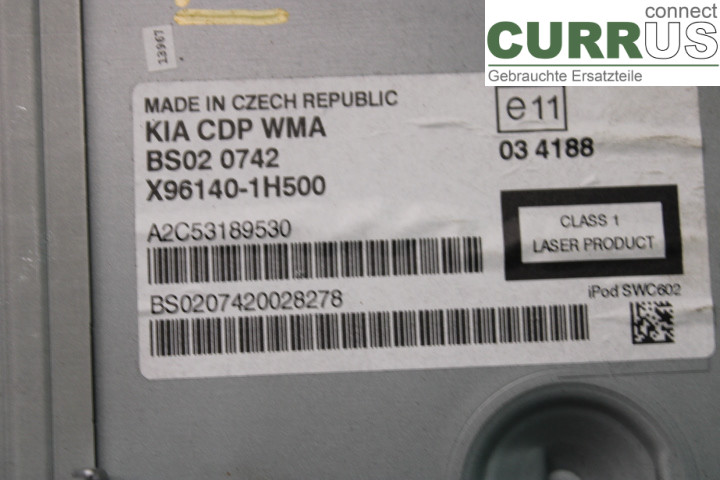 connect
CURRUS
Gebrauchte Ersatzteile
13967
MADE IN CZECH REPUBLIC
KIA CDP WMA
BS02 0742
X96140-1H500
e11
03 4188
A2C53189530
CLASS 1
LASER PRODUCT
BS0207420028278
iPod SWC602